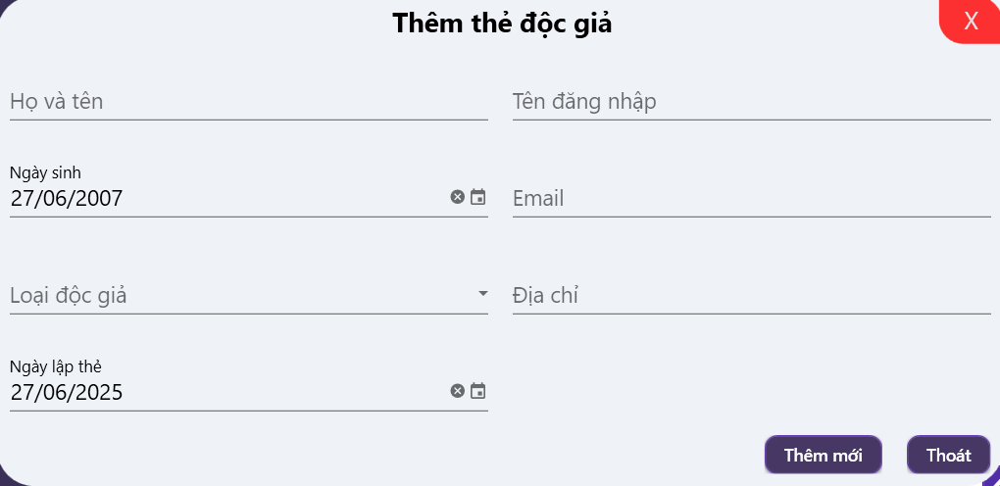 Thêm thẻ độc giả
X
Họ và tên
Tên đăng nhập
Ngày sinh
27/06/2007
Email
Loại độc giả
Địa chỉ
Ngày lập thẻ
27/06/2025
Thêm mới
Thoát